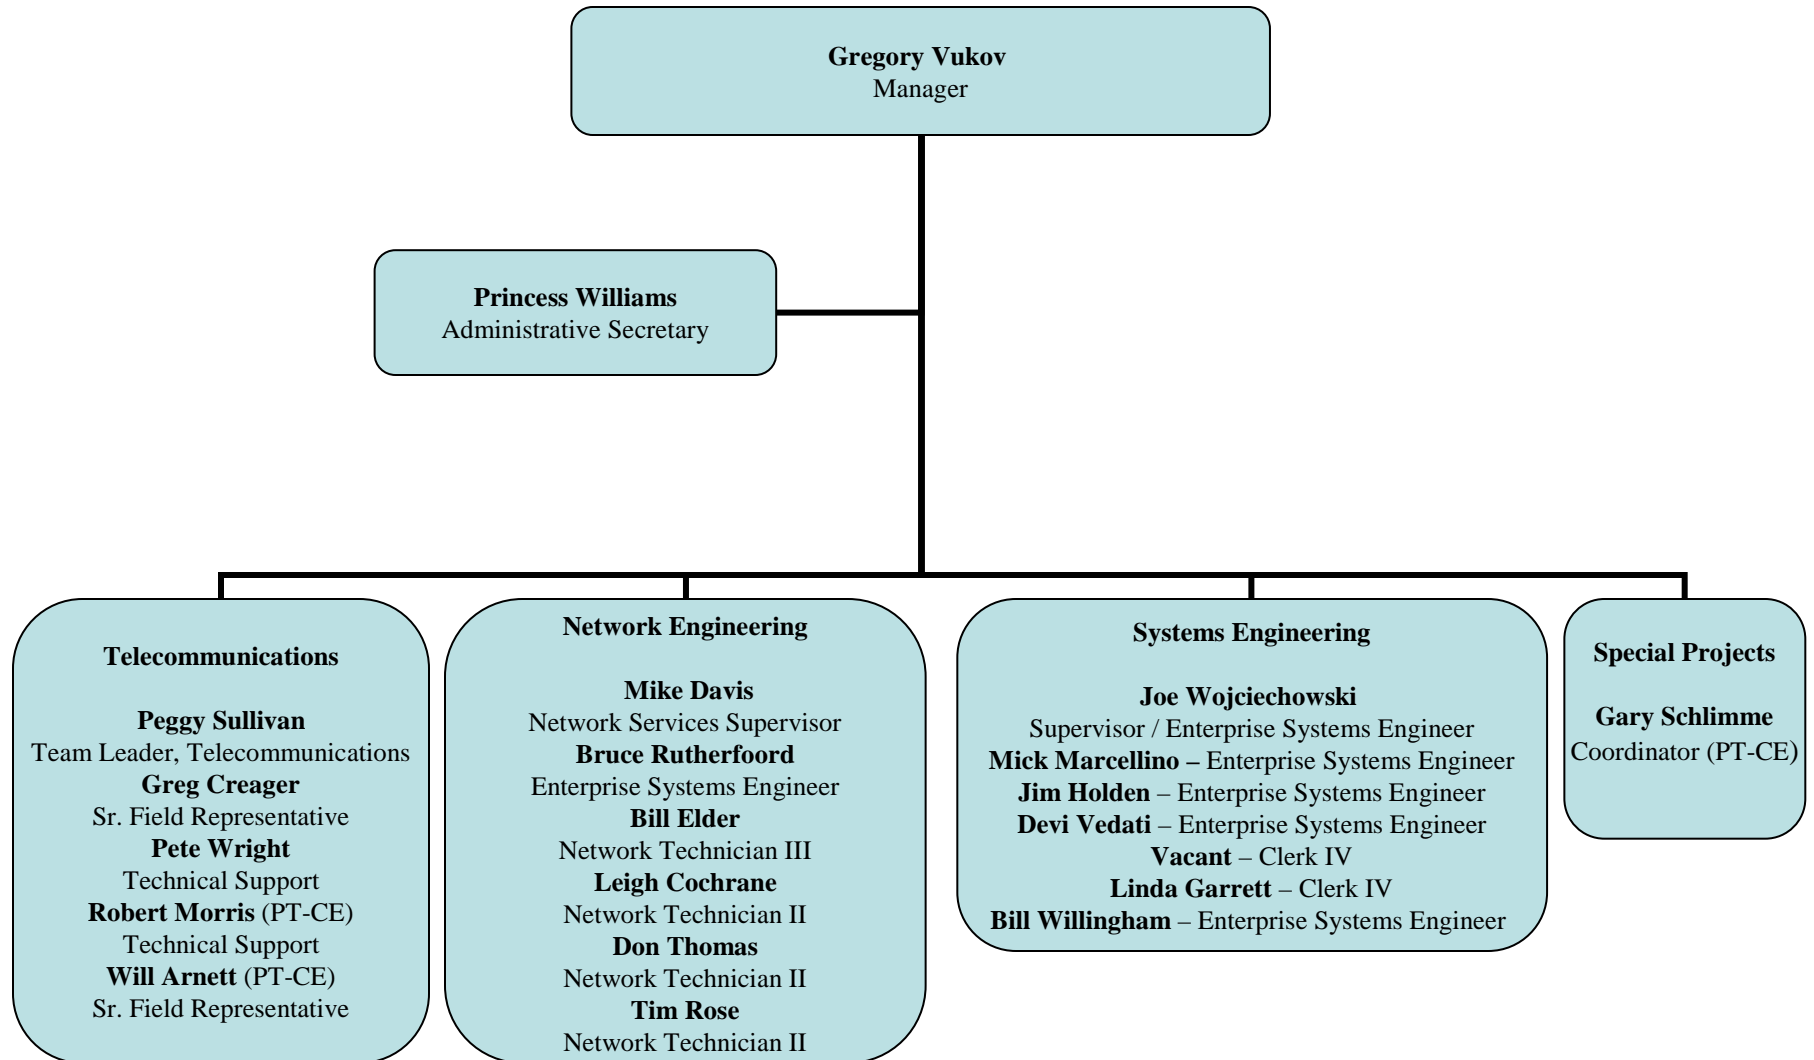 Gregory Vukov
Manager
Princess Williams
Administrative Secretary
Telecommunications
Peggy Sullivan
Team Leader, Telecommunications
Greg Creager
Sr. Field Representative
Pete Wright
Technical Support
Robert Morris (PT-CE)
Technical Support
Will Arnett (PT-CE)
Sr. Field Representative
Network Engineering
Mike Davis
Network Services Supervisor
Bruce Rutherfoord
Enterprise Systems Engineer
Bill Elder
Network Technician III
Leigh Cochrane
Network Technician II
Don Thomas
Network Technician II
Tim Rose
Network Technician II
Systems Engineering
Joe Wojciechowski
Supervisor / Enterprise Systems Engineer
Mick Marcellino – Enterprise Systems Engineer
Jim Holden – Enterprise Systems Engineer
Devi Vedati – Enterprise Systems Engineer
Vacant – Clerk IV
Linda Garrett – Clerk IV
Bill Willingham – Enterprise Systems Engineer
Special Projects
Gary Schlimme
Coordinator (PT-CE)